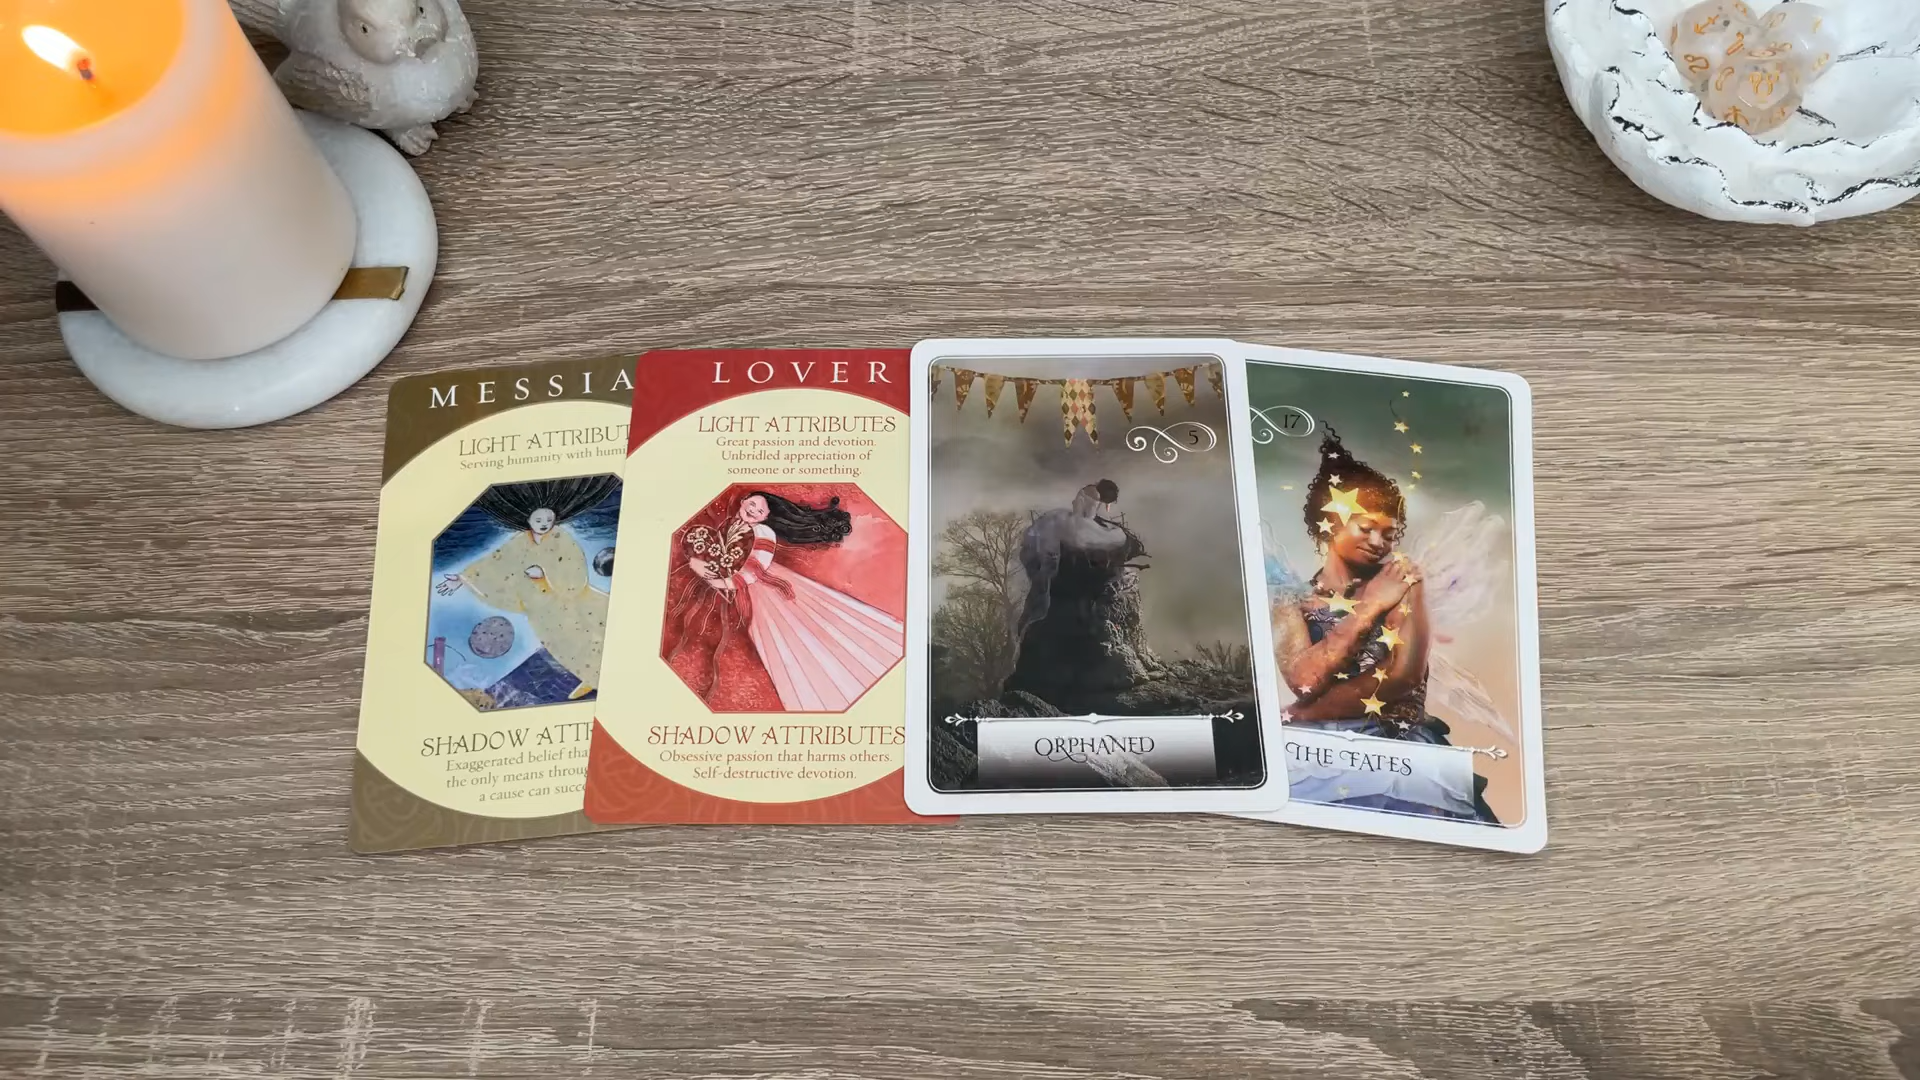 MESSIA
LIGHT ATTRIBUT
Serving humanity with humi
SHADOW ATTR
Exaggerated belief tha
the only means throug
a cause can succe
LOVER
LIGHT ATTRIBUTES
Great passion and devotion.
Unbridled appreciation of
someone or something.
SHADOW ATTRIBUTES
Obsessive passion that harms others.
Self-destructive devotion.
5
ORPHANED
17
THE FATES